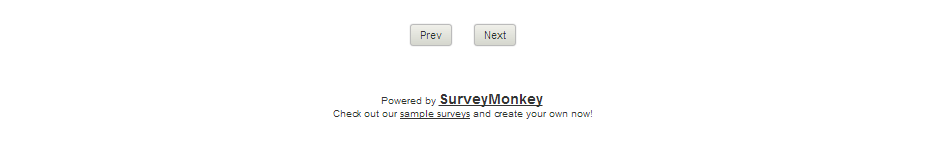 Prev Next
Powered by SurveyMonkey
Check out our sample surveys and create your own now!